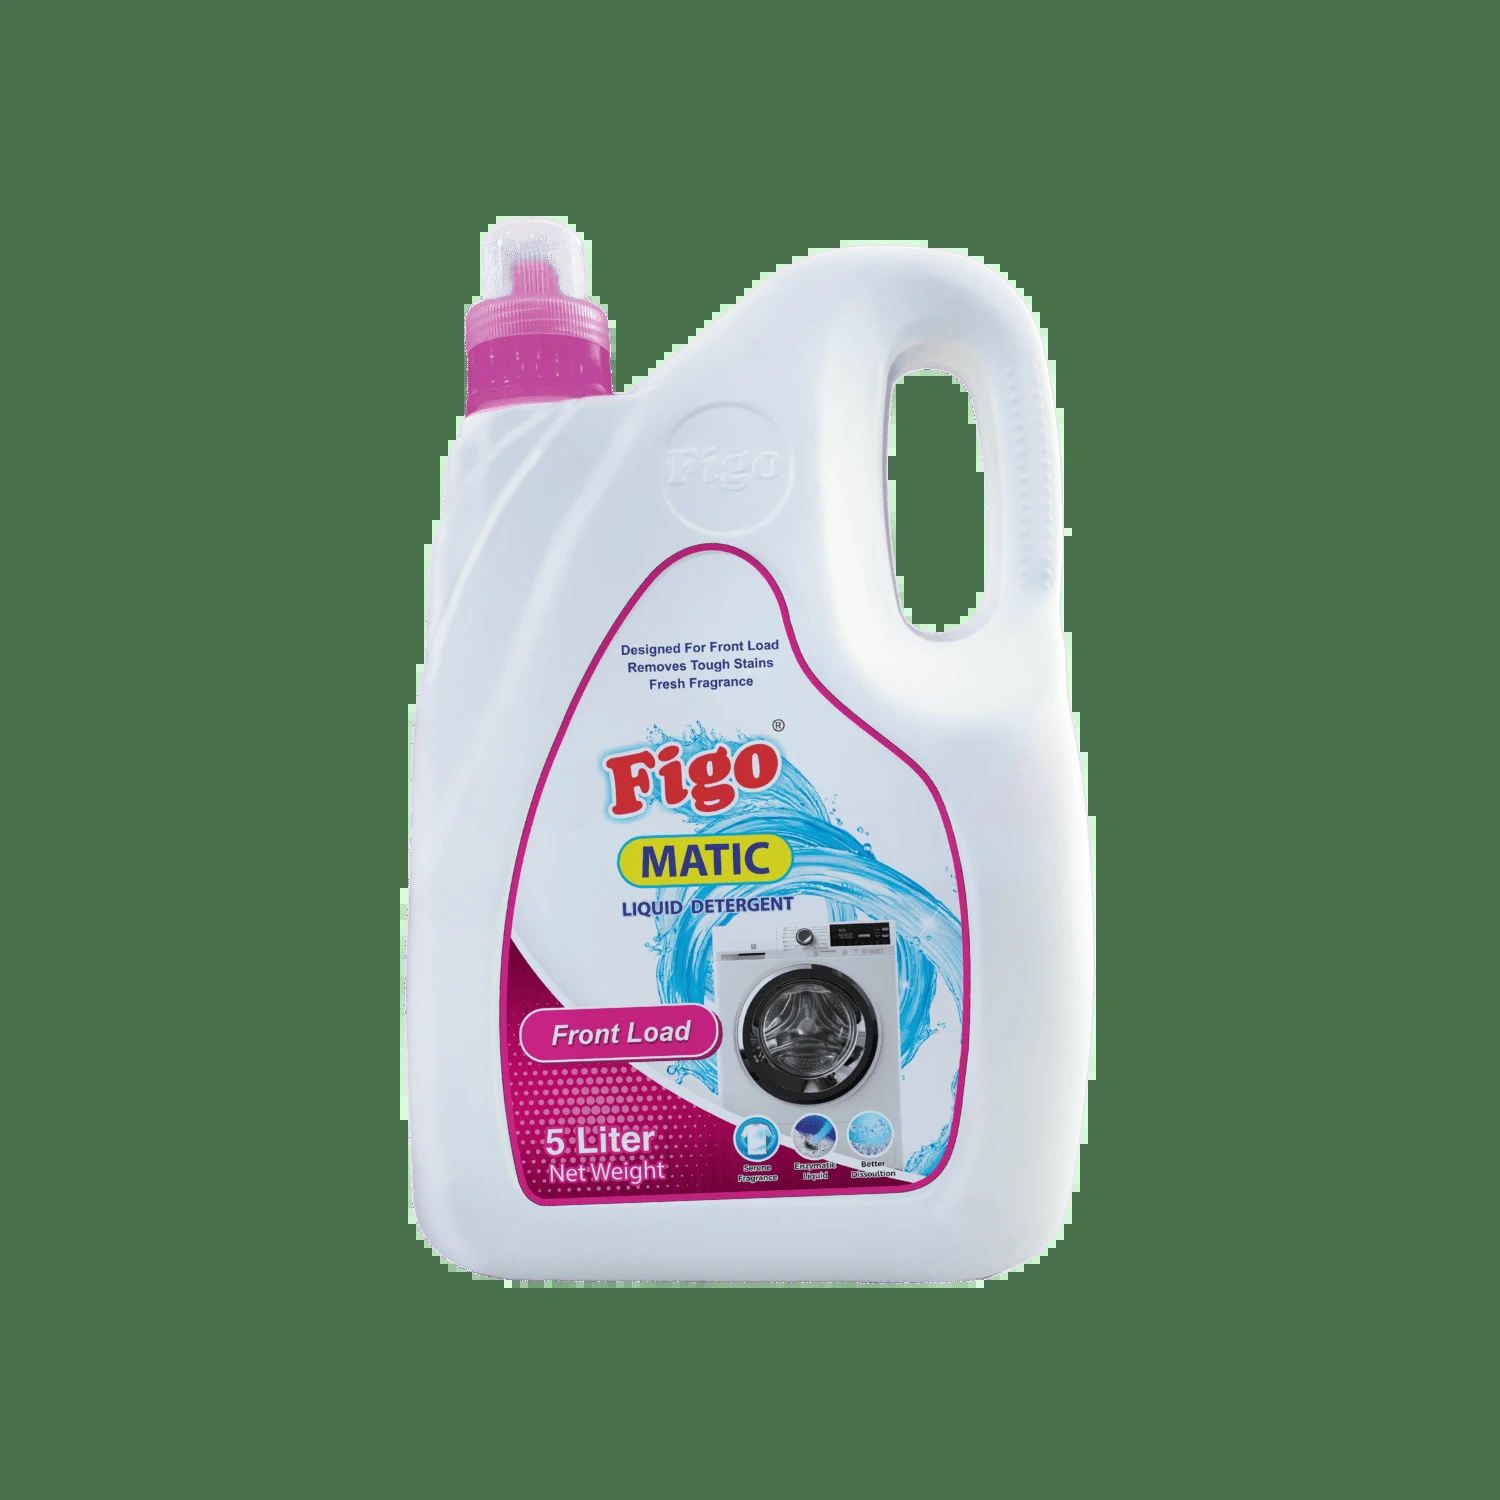 Figo
Designed For Front Load
Removes Tough Stains
Fresh Fragrance
®
Figo
MATIC
LIQUID DETERGENT
Front Load
5 Liter
Net Weight
Serene
Fragrance
Enzymatic
Liquid
Better
Dissoultion